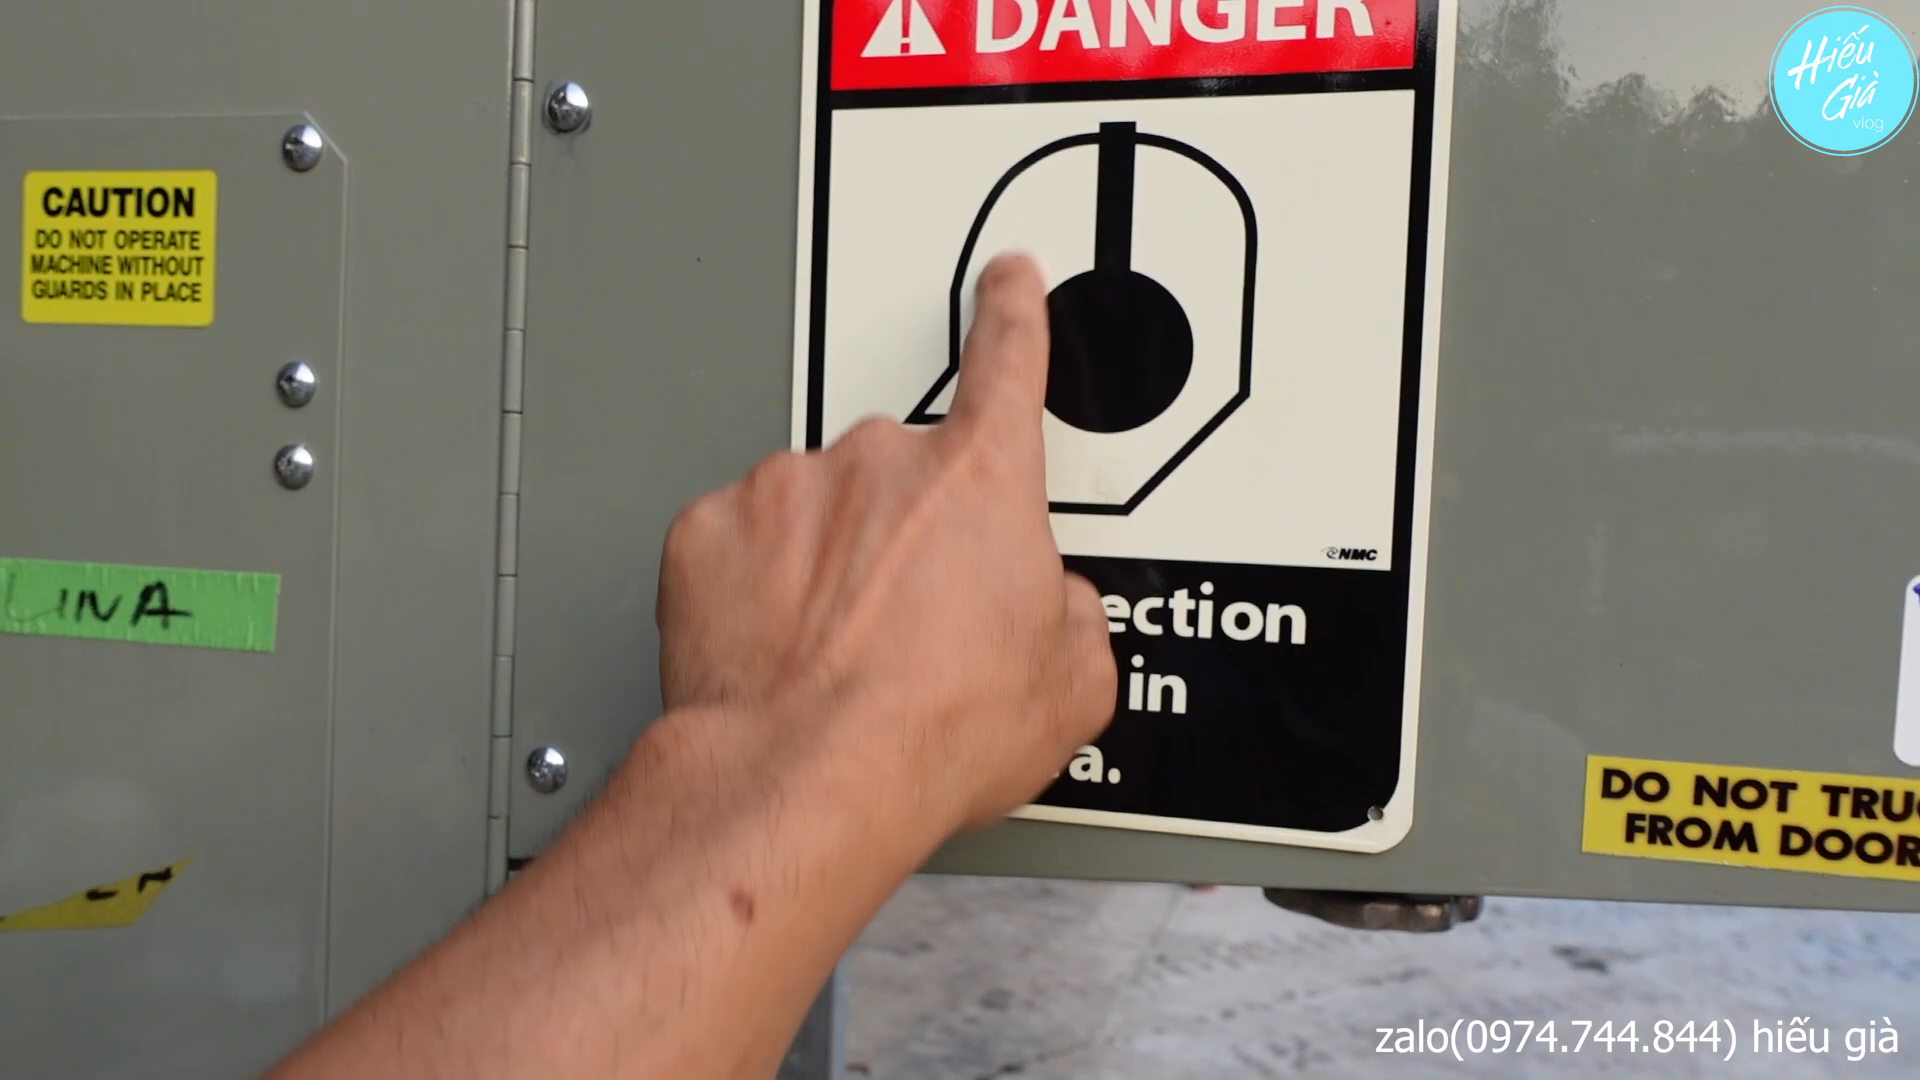 DANGER
Hiếu
Già
vlog
CAUTION
DO NOT OPERATE
MACHINE WITHOUT
GUARDS IN PLACE
NMC
INA
ection
in
a.
DO NOT TRU
FROM DOOR
zalo(0974.744.844) hiếu già